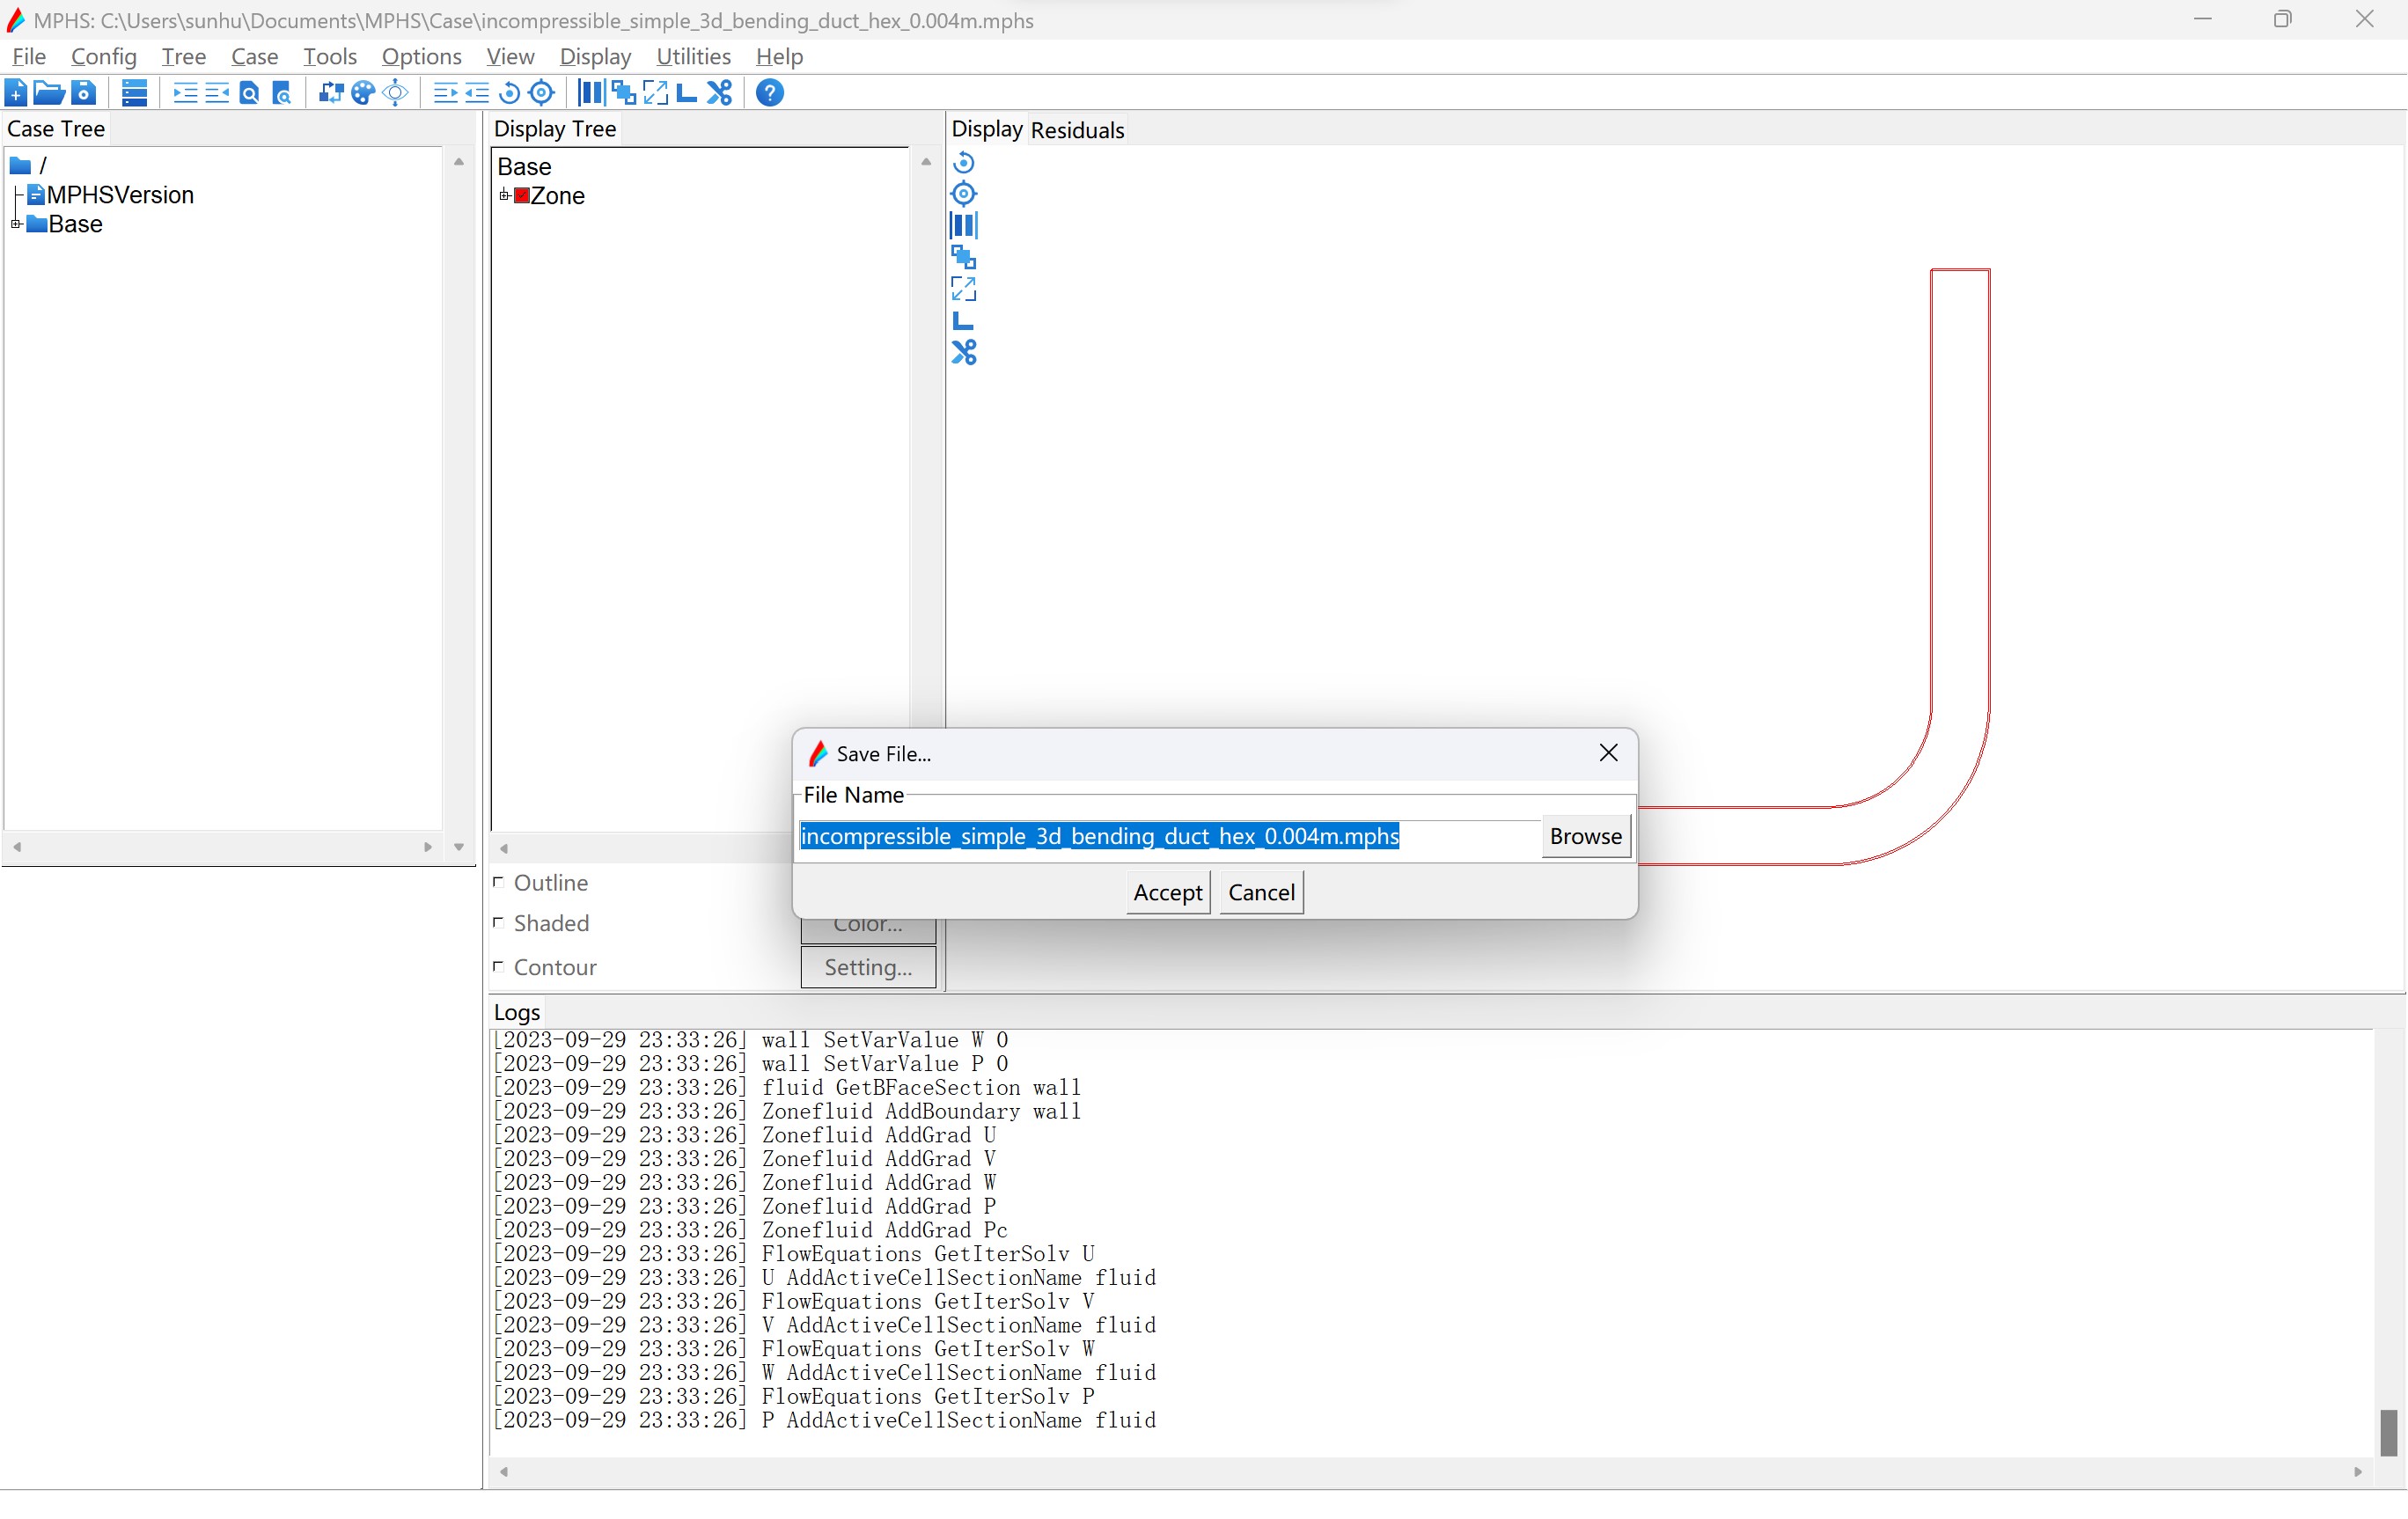 MPHS: C:\Users\sunhu\Documents\MPHS\Case\incompressible_simple_3d_bending_duct_hex_0.004m.mphs
File Config Tree Case Tools Options View Display Utilities Help
Case Tree
/
MPHSVersion
Base
Display Tree
Base
Zone
Display Residuals
Save File...
File Name
incompressible_simple_3d_bending_duct_hex_0.004m.mphs Browse
Accept Cancel
Outline
Shaded Color...
Contour Setting...
Logs
[2023-09-29 23:33:26] wall SetVarValue W 0
[2023-09-29 23:33:26] wall SetVarValue P 0
[2023-09-29 23:33:26] fluid GetBFaceSection wall
[2023-09-29 23:33:26] Zonefluid AddBoundary wall
[2023-09-29 23:33:26] Zonefluid AddGrad U
[2023-09-29 23:33:26] Zonefluid AddGrad V
[2023-09-29 23:33:26] Zonefluid AddGrad W
[2023-09-29 23:33:26] Zonefluid AddGrad P
[2023-09-29 23:33:26] Zonefluid AddGrad Pc
[2023-09-29 23:33:26] FlowEquations GetIterSolv U
[2023-09-29 23:33:26] U AddActiveCellSectionName fluid
[2023-09-29 23:33:26] FlowEquations GetIterSolv V
[2023-09-29 23:33:26] V AddActiveCellSectionName fluid
[2023-09-29 23:33:26] FlowEquations GetIterSolv W
[2023-09-29 23:33:26] W AddActiveCellSectionName fluid
[2023-09-29 23:33:26] FlowEquations GetIterSolv P
[2023-09-29 23:33:26] P AddActiveCellSectionName fluid